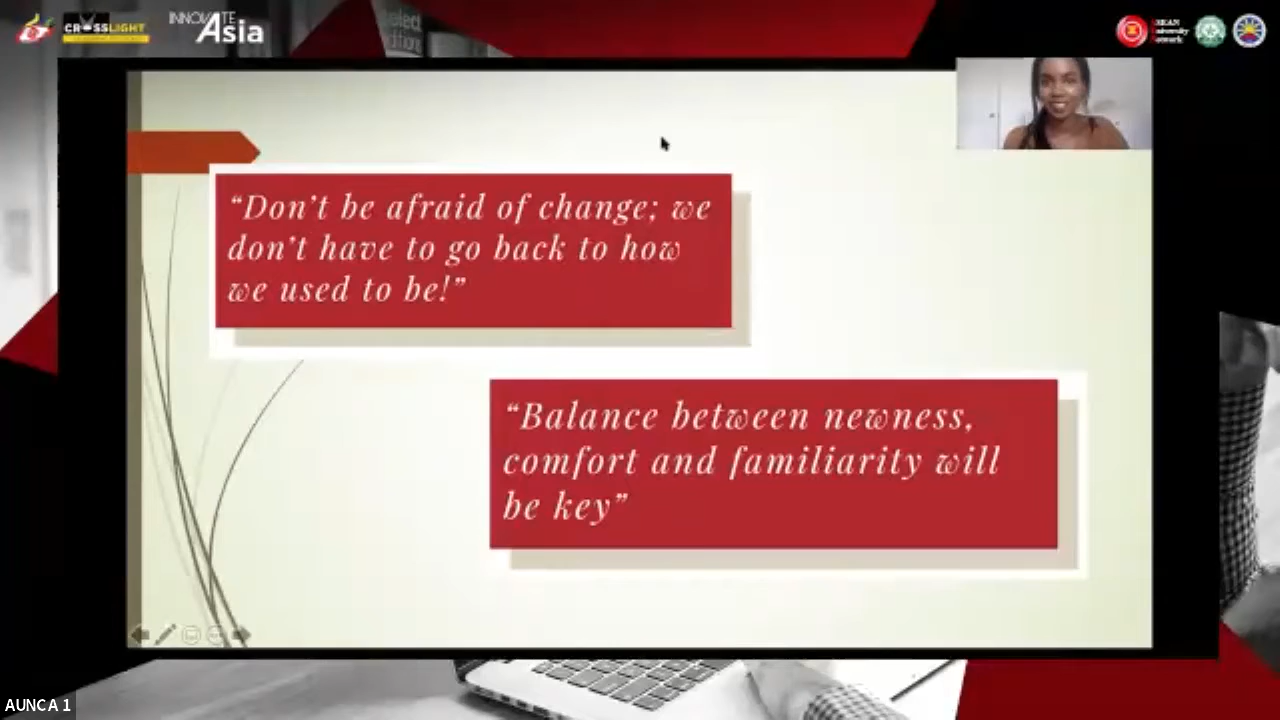 CROSSLIGHT
INNOVATE
Asia
“Don’t be afraid of change; we
don’t have to go back to how
we used to be!”
“Balance between newness,
comfort and familiarity will
be key”
AUNCA 1